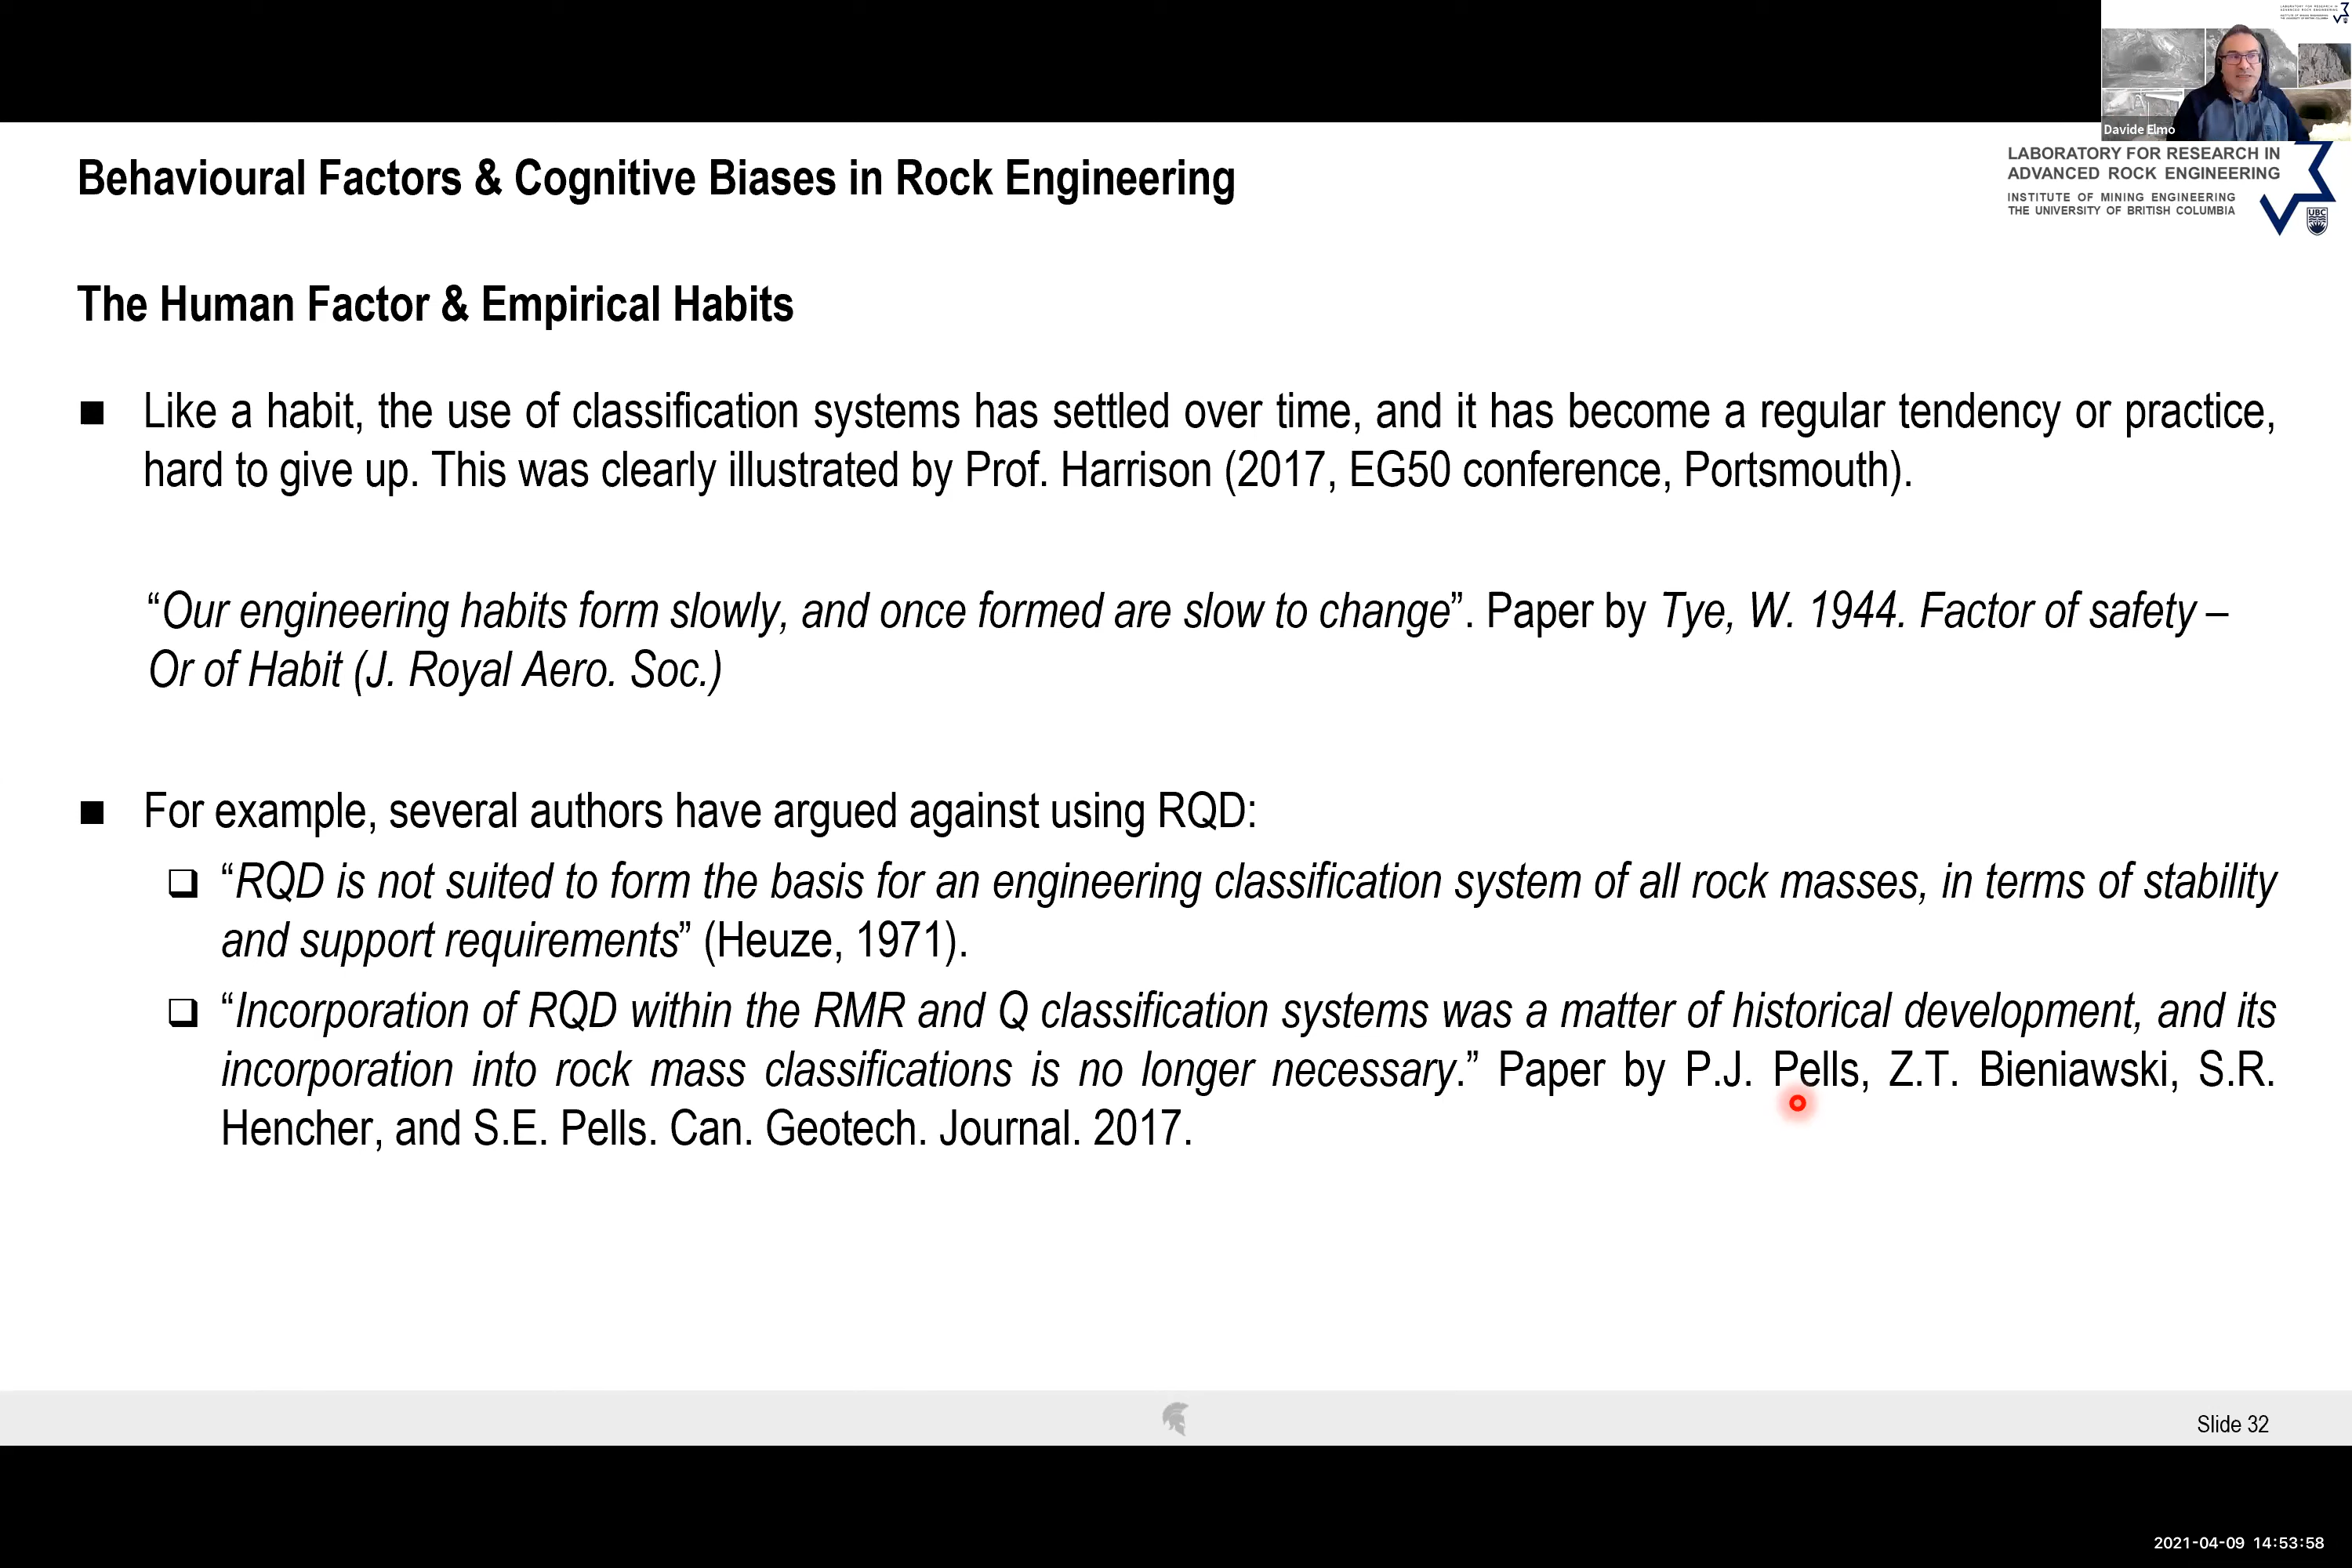 Davide Elmo
LABORATORY FOR RESEARCH IN
ADVANCED ROCK ENGINEERING
INSTITUTE OF MINING ENGINEERING
THE UNIVERSITY OF BRITISH COLUMBIA
UBC
Behavioural Factors & Cognitive Biases in Rock Engineering
The Human Factor & Empirical Habits
Like a habit, the use of classification systems has settled over time, and it has become a regular tendency or practice,
hard to give up. This was clearly illustrated by Prof. Harrison (2017, EG50 conference, Portsmouth).
“Our engineering habits form slowly, and once formed are slow to change”. Paper by Tye, W. 1944. Factor of safety –
Or of Habit (J. Royal Aero. Soc.)
For example, several authors have argued against using RQD:
“RQD is not suited to form the basis for an engineering classification system of all rock masses, in terms of stability
and support requirements” (Heuze, 1971).
“Incorporation of RQD within the RMR and Q classification systems was a matter of historical development, and its
incorporation into rock mass classifications is no longer necessary.” Paper by P.J. Pells, Z.T. Bieniawski, S.R.
Hencher, and S.E. Pells. Can. Geotech. Journal. 2017.
Slide 32
2021-04-09 14:53:58